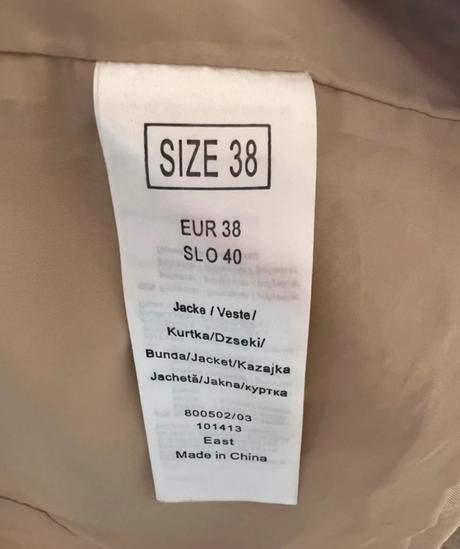 SIZE 38
EUR 38
SLO 40
Jacke / Veste/
Kurtka/Dzseki/
Bunda/Jacket/Kazajka
Jachetă/Jakna/куртка
800502/03
101413
East
Made in China